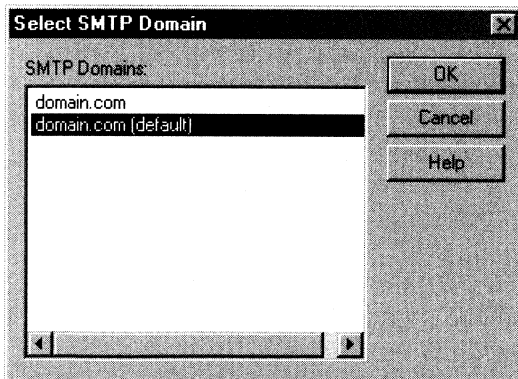 Select SMTP Domain
SMTP Domains:
domain.com
domain.com (default)
OK
Cancel
Help